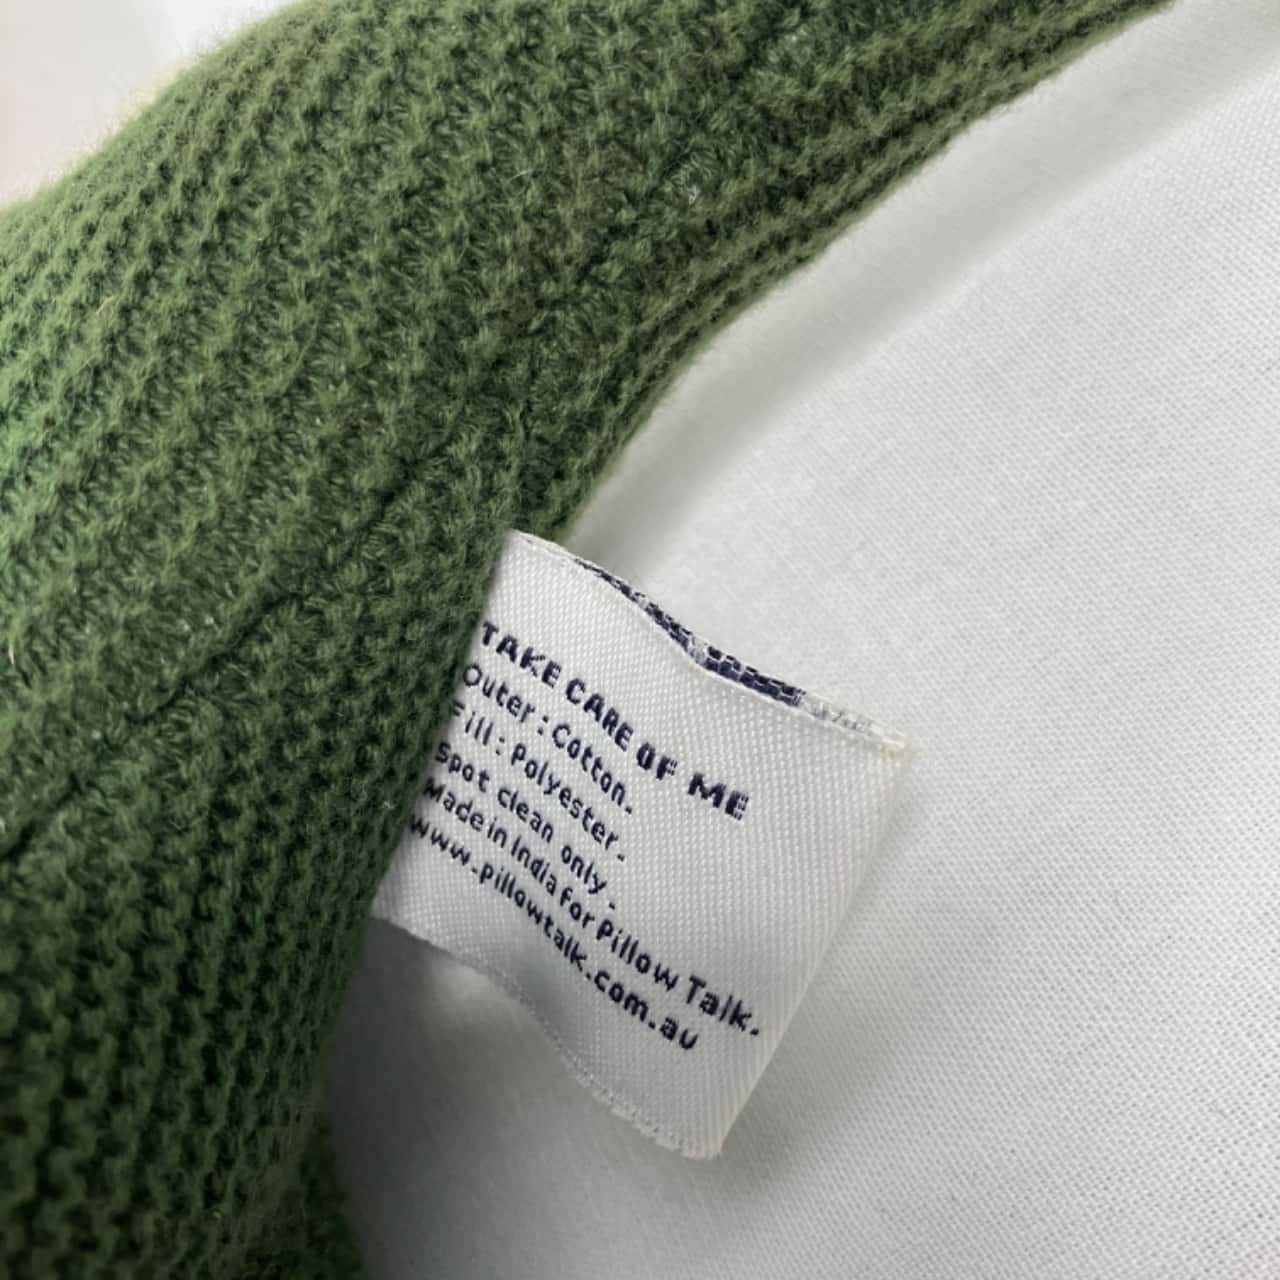 TAKE CARE OF ME
Outer : Cotton.
Fill : Polyester.
Spot clean only.
Made in India for Pillow Talk.
www.pillowtalk.com.au